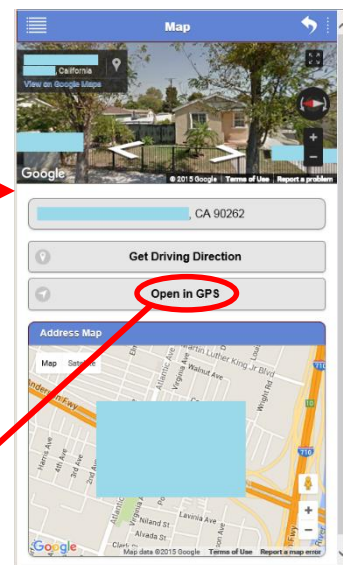 Map
, California
View on Google Maps
+
−
Google
© 2015 Google
Terms of Use
Report a problem
, CA 90262
Get Driving Direction
Open in GPS
Address Map
Map
Martin Luther King Jr Blvd
Atlantic Ave
Virginia Ave
Walnut Ave
710
Wright Rd
Harris Ave
4th Ave
3rd Ave
2nd Ave
Lavinia Ave
Niland St
Alvada St
+
−
Google
Map data ©2015 Google
Terms of Use
Report a map error